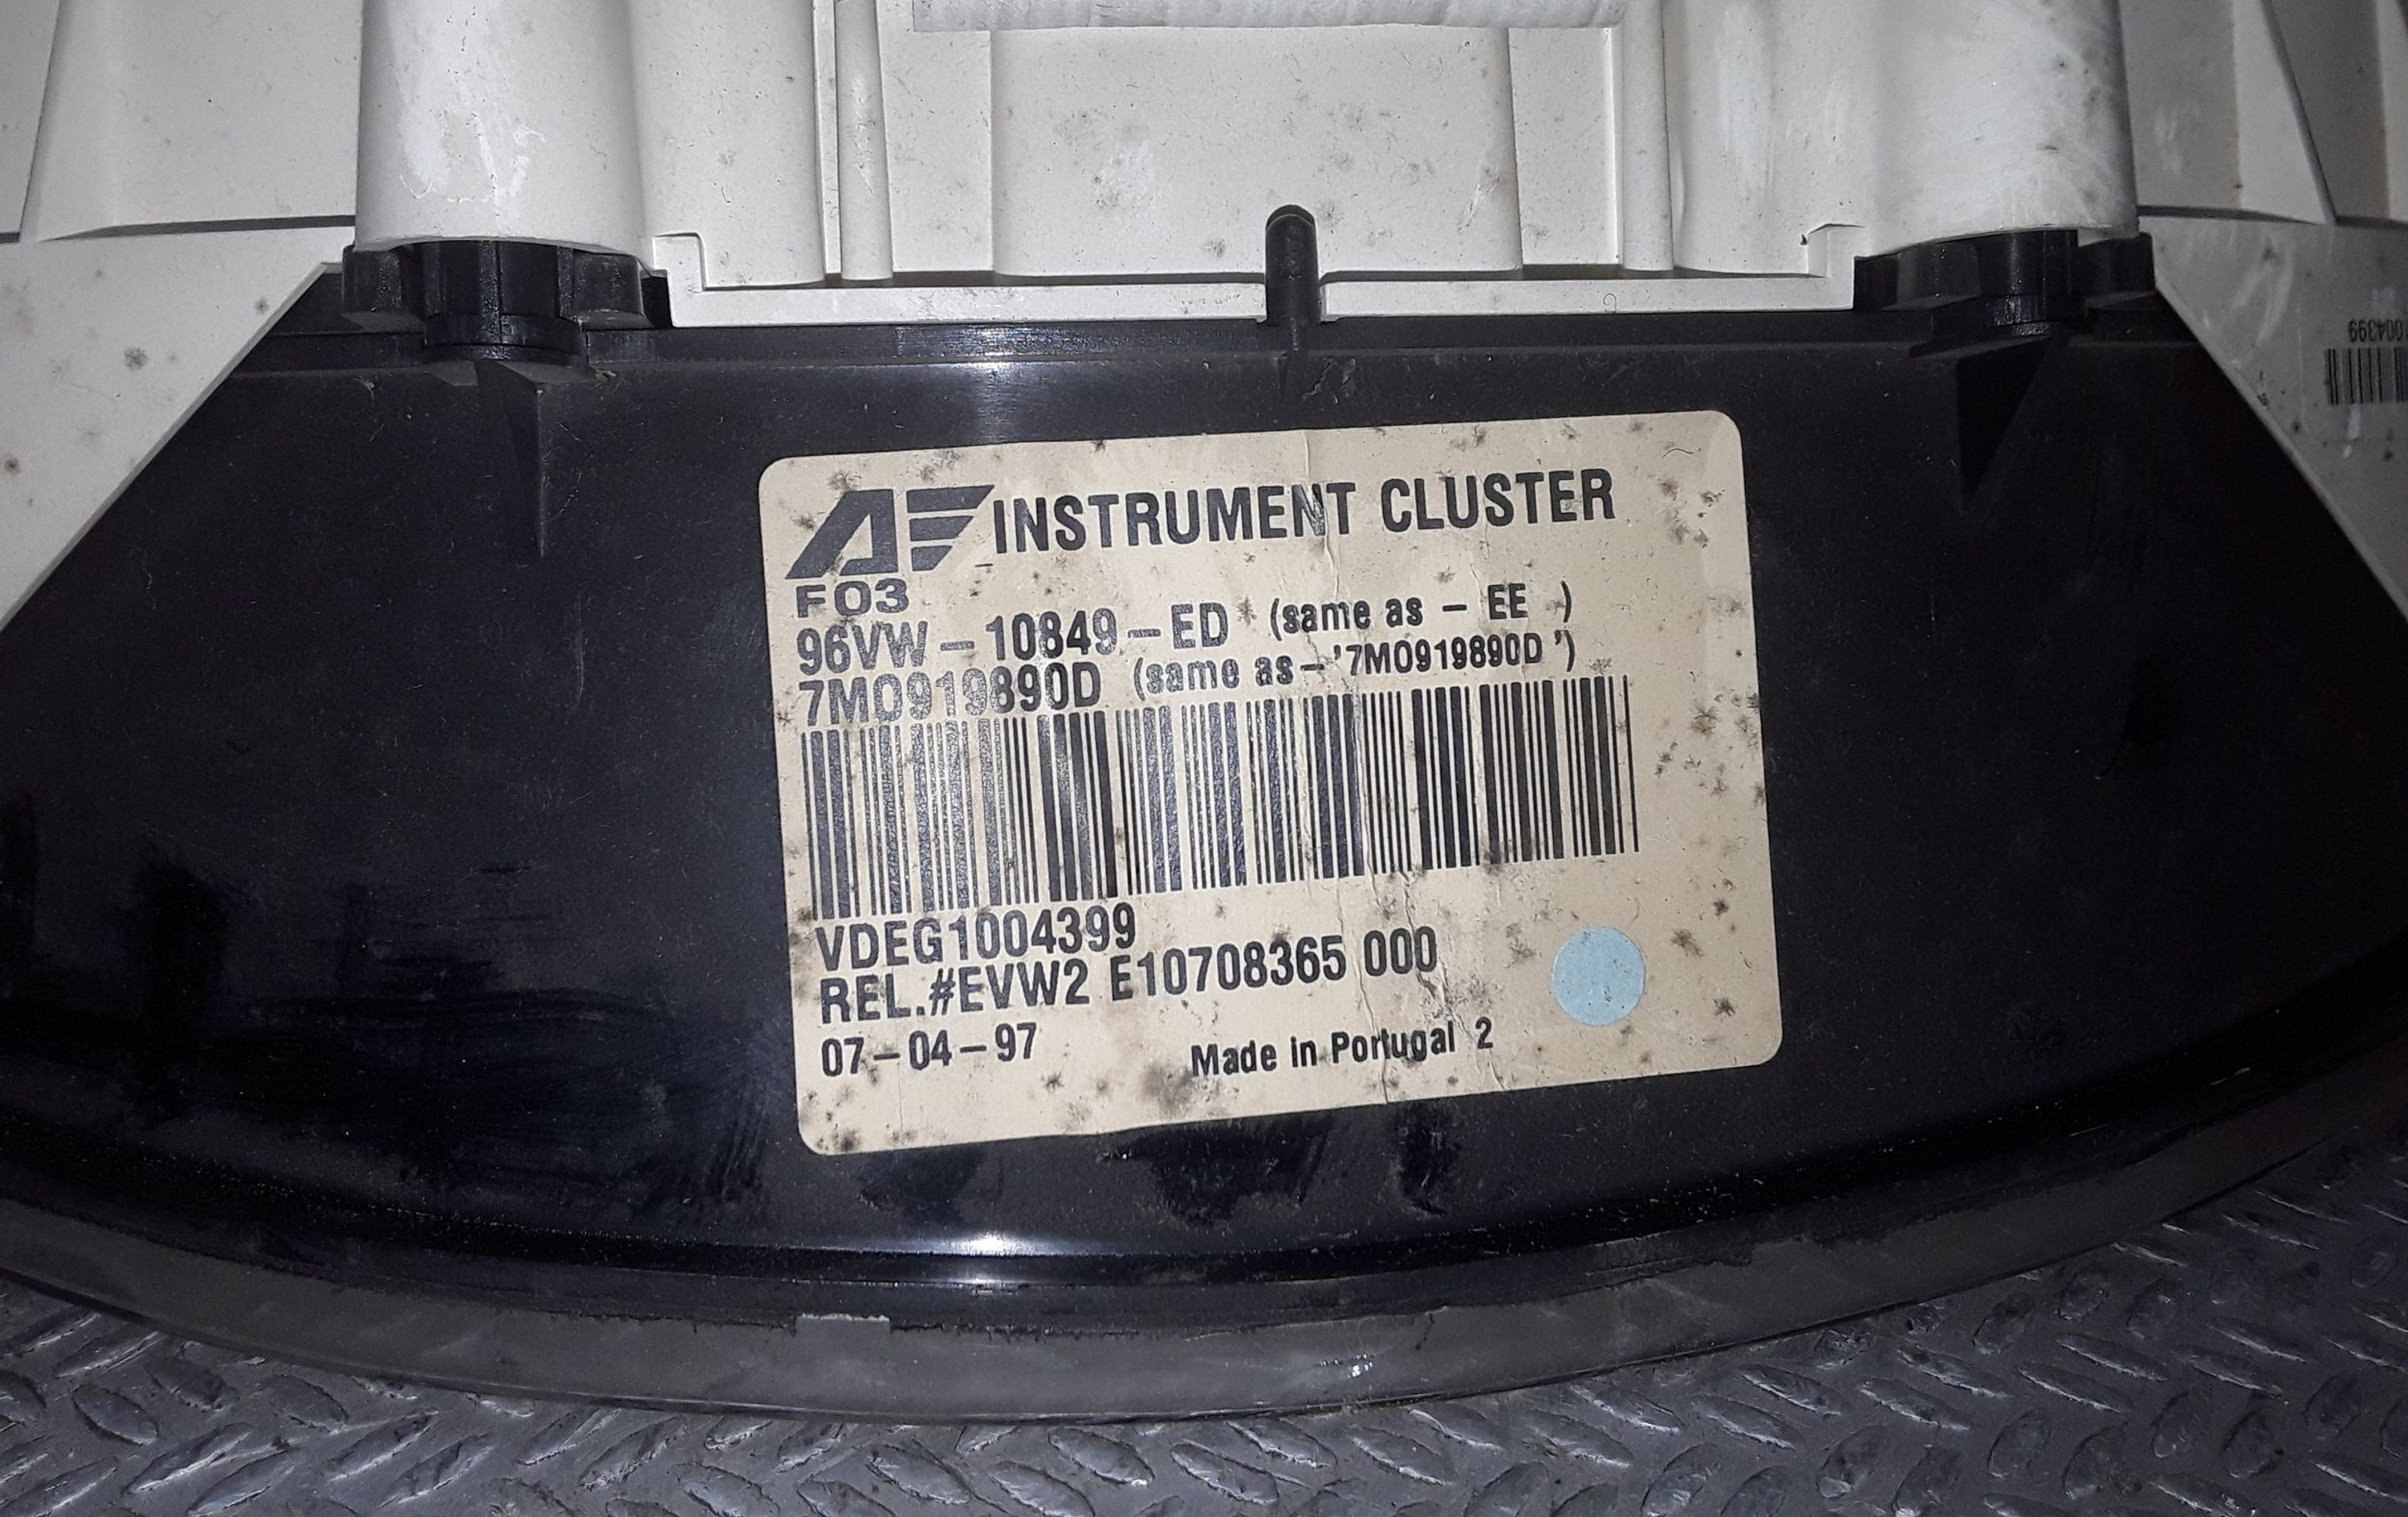 AF INSTRUMENT CLUSTER
F03
96VW-10849-ED* (same as - EE )
7M0919890D (same as-'7M0919890D')
VDEG1004399
REL.#EVW2 E10708365 000
07-04-97 Made in Portugal 2
004399